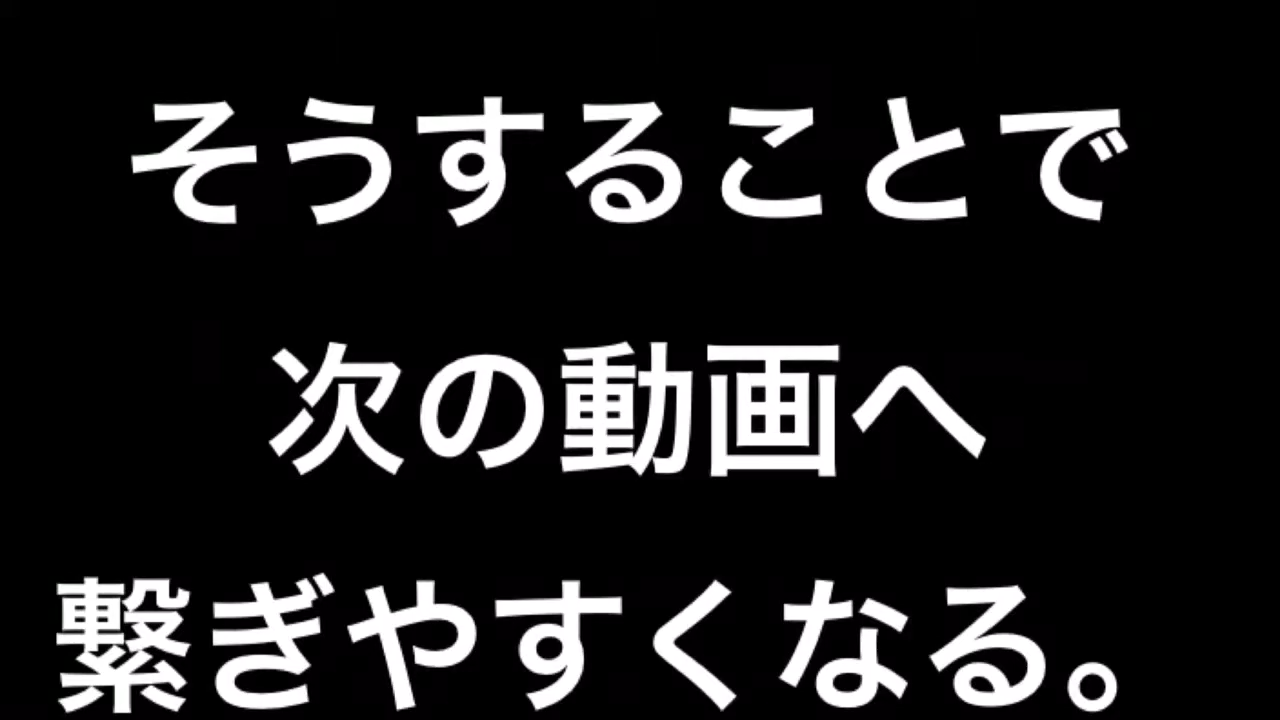 そうすることで
次の動画へ
繋ぎやすくなる。